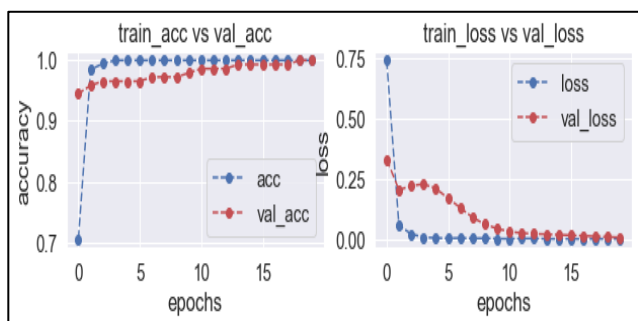 train_acc vs val_acc
1.0
0.9
0.8
0.7
accuracy
acc
val_acc
0 5 10 15
epochs
train_loss vs val_loss
0.75
0.50
0.25
0.00
loss
loss
val_loss
0 5 10 15
epochs